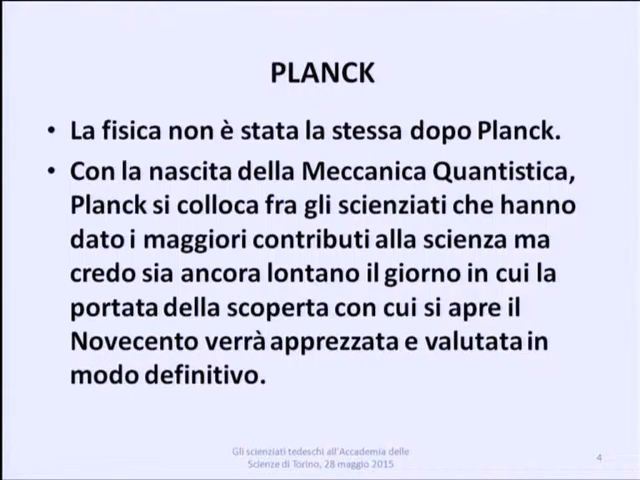 PLANCK
• La fisica non è stata la stessa dopo Planck.
• Con la nascita della Meccanica Quantistica,
Planck si colloca fra gli scienziati che hanno
dato i maggiori contributi alla scienza ma
credo sia ancora lontano il giorno in cui la
portata della scoperta con cui si apre il
Novecento verrà apprezzata e valutata in
modo definitivo.
Gli scienziati tedeschi all'Accademia delle
Scienze di Torino, 28 maggio 2015
4